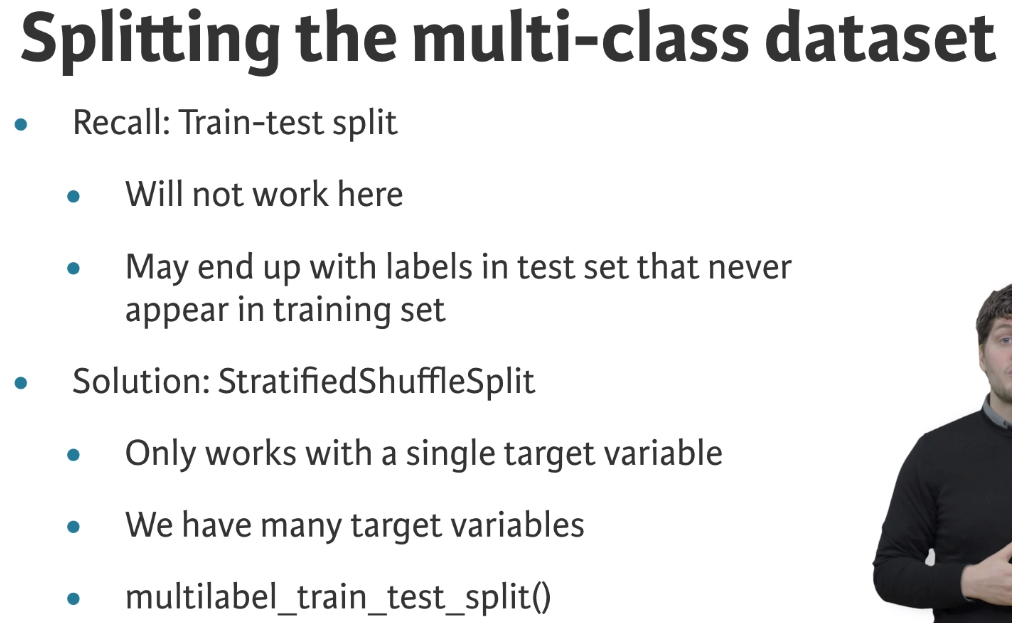 Splitting the multi-class dataset
• Recall: Train-test split
• Will not work here
• May end up with labels in test set that never
appear in training set
• Solution: StratifiedShuffleSplit
• Only works with a single target variable
• We have many target variables
• multilabel_train_test_split()